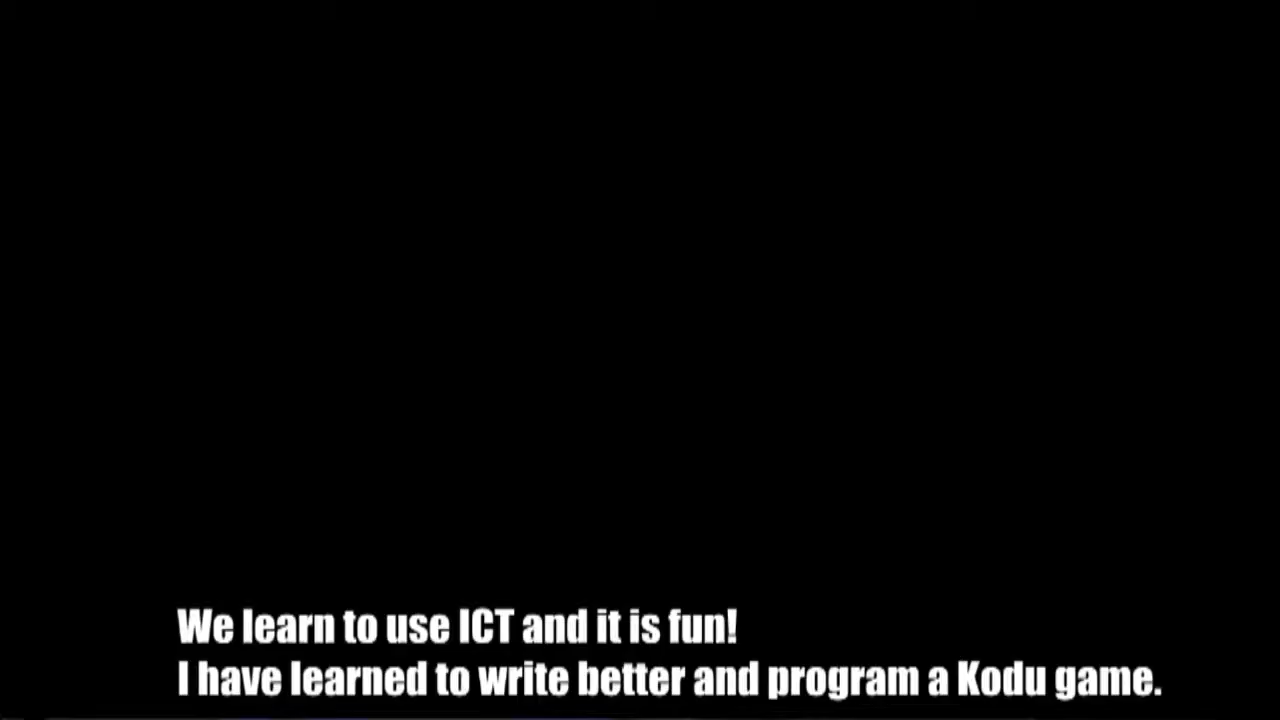 We learn to use ICT and it is fun!
I have learned to write better and program a Kodu game.